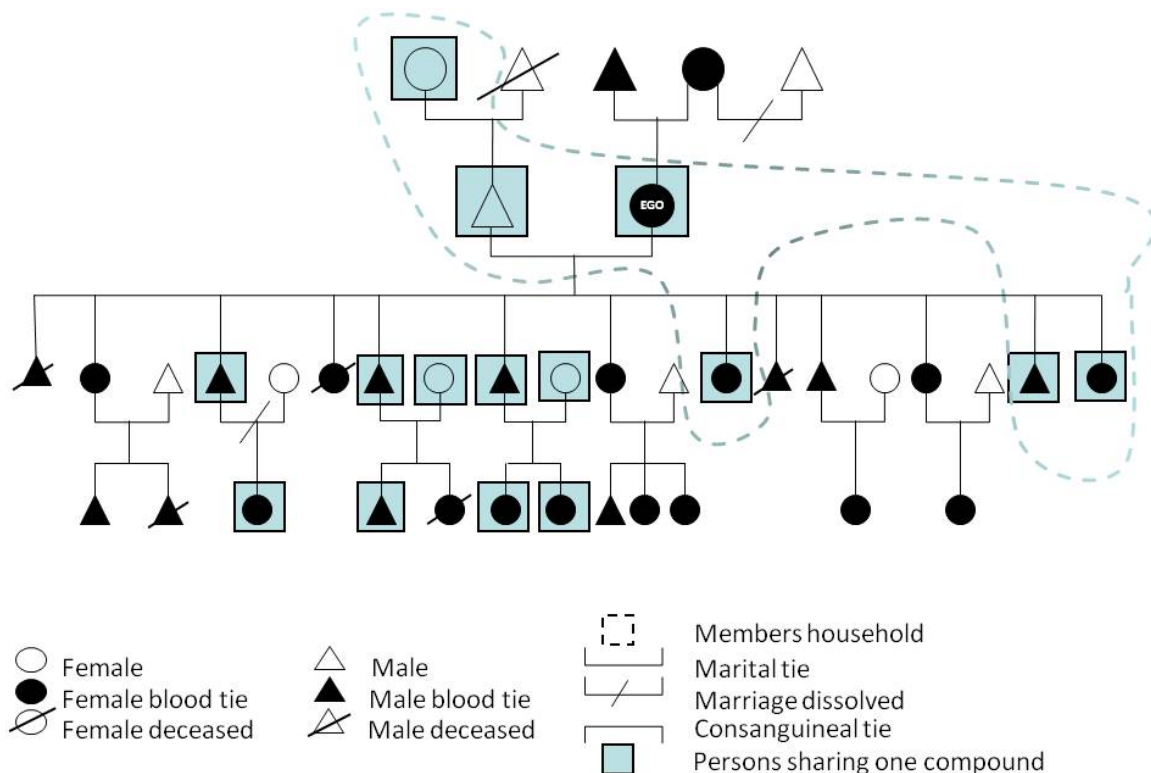 EGO
Female
Female blood tie
Female deceased
Male
Male blood tie
Male deceased
Members household
Marital tie
Marriage dissolved
Consanguineal tie
Persons sharing one compound